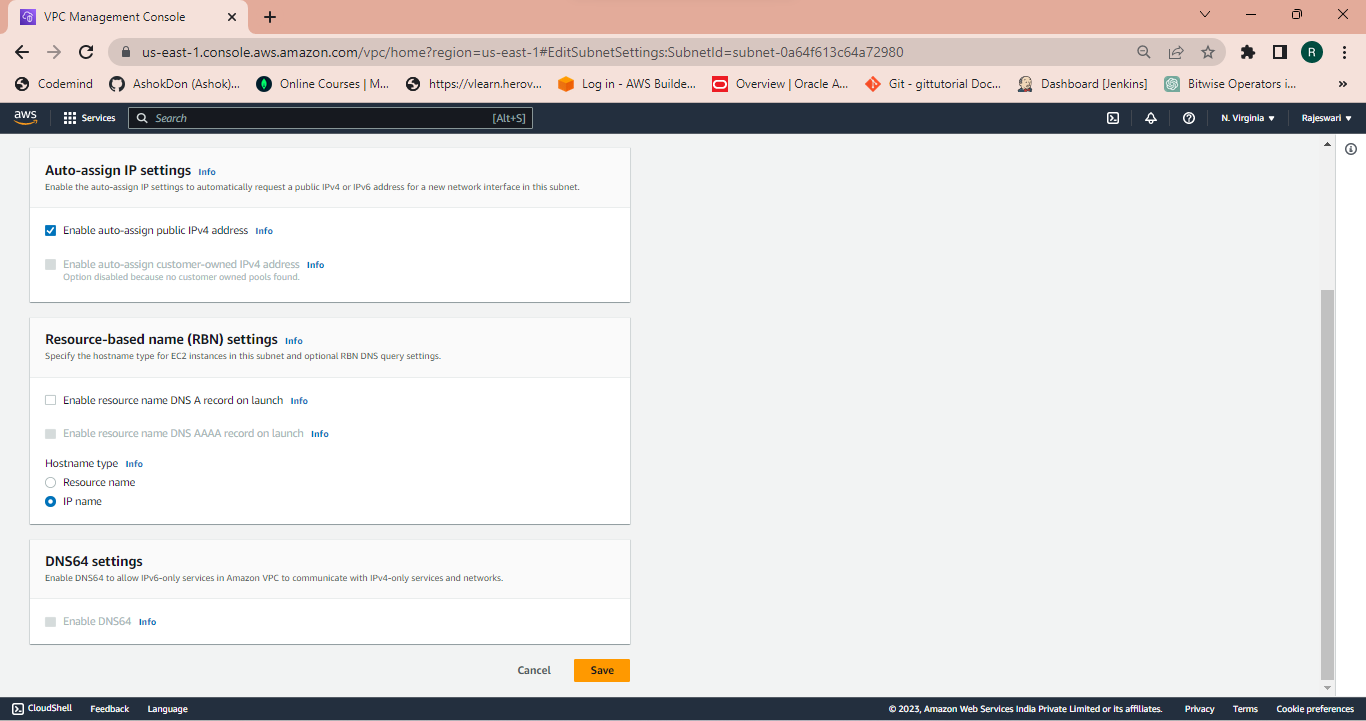 VPC Management Console
us-east-1.console.aws.amazon.com/vpc/home?region=us-east-1#EditSubnetSettings:SubnetId=subnet-0a64f613c64a72980
R
Codemind AshokDon (Ashok)... Online Courses | M... https://vlearn.herov... Log in - AWS Builde... Overview | Oracle A... Git - gittutorial Doc... Dashboard [Jenkins] Bitwise Operators i... »
aws Services Search [Alt+S] N. Virginia Rajeswari
Auto-assign IP settings Info
Enable the auto-assign IP settings to automatically request a public IPv4 or IPv6 address for a new network interface in this subnet.
Enable auto-assign public IPv4 address Info
Enable auto-assign customer-owned IPv4 address Info
Option disabled because no customer owned pools found.
Resource-based name (RBN) settings Info
Specify the hostname type for EC2 instances in this subnet and optional RBN DNS query settings.
Enable resource name DNS A record on launch Info
Enable resource name DNS AAAA record on launch Info
Hostname type Info
Resource name
IP name
DNS64 settings
Enable DNS64 to allow IPv6-only services in Amazon VPC to communicate with IPv4-only services and networks.
Enable DNS64 Info
Cancel Save
CloudShell Feedback Language © 2023, Amazon Web Services India Private Limited or its affiliates. Privacy Terms Cookie preferences